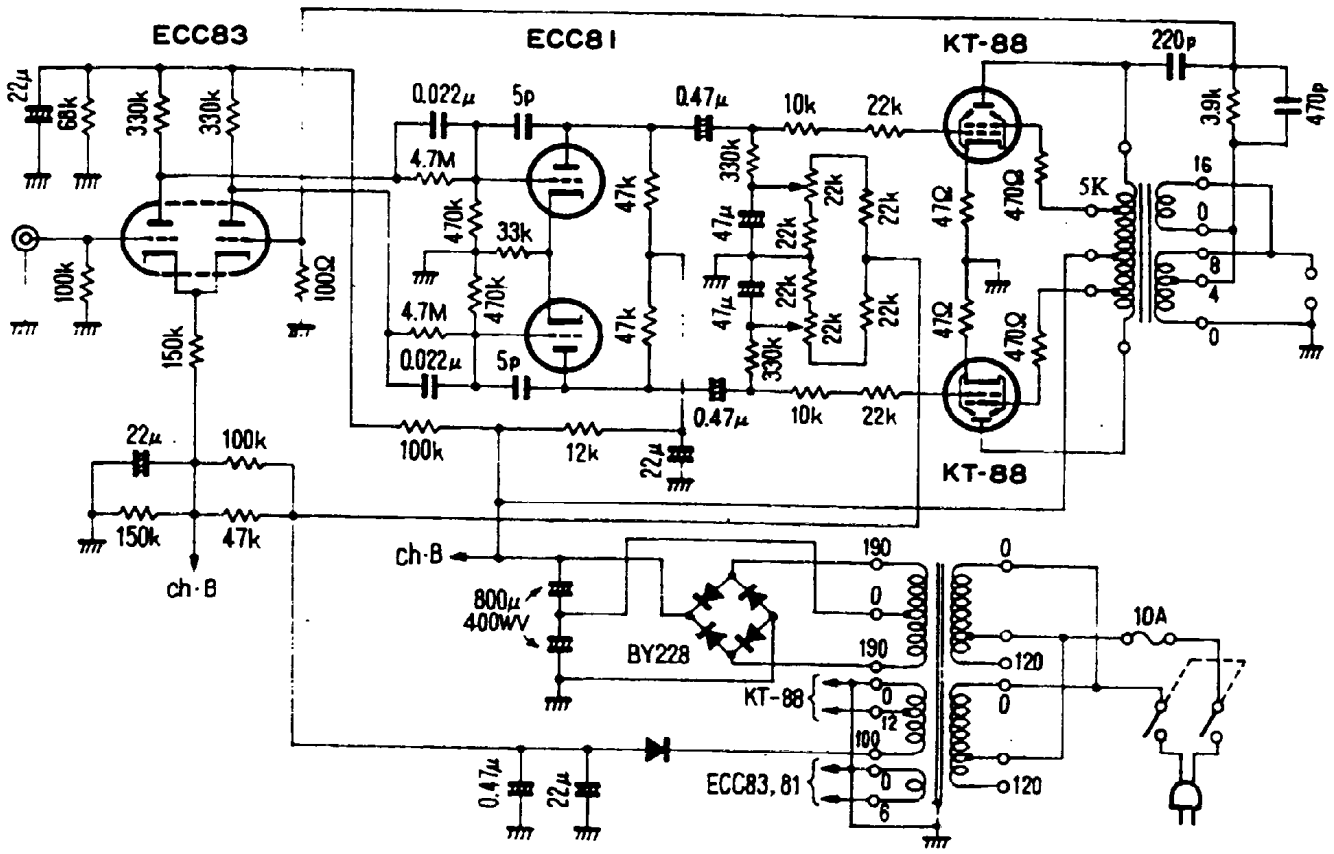 ECC83
ECC81
KT-88
220p
22μ
68k
330k
330k
0.022μ
5p
0.47μ
10k
22k
3.9k
470p
4.7M
330k
22k
22k
16
47k
47Ω
470Ω
5K
0
470k
47μ
22k
33k
8
100k
100Ω
4
470k
47μ
22k
47Ω
470Ω
4.7M
47k
22k
22k
0
150k
0.022μ
5p
330k
0.47μ
10k
22k
22μ
100k
100k
12k
22μ
KT-88
150k
47k
ch·B
ch·B
190
0
800μ
400WV
0
10A
BY228
190
120
KT-88
0
0
12
100
0.47μ
22μ
ECC83, 81
0
120
6